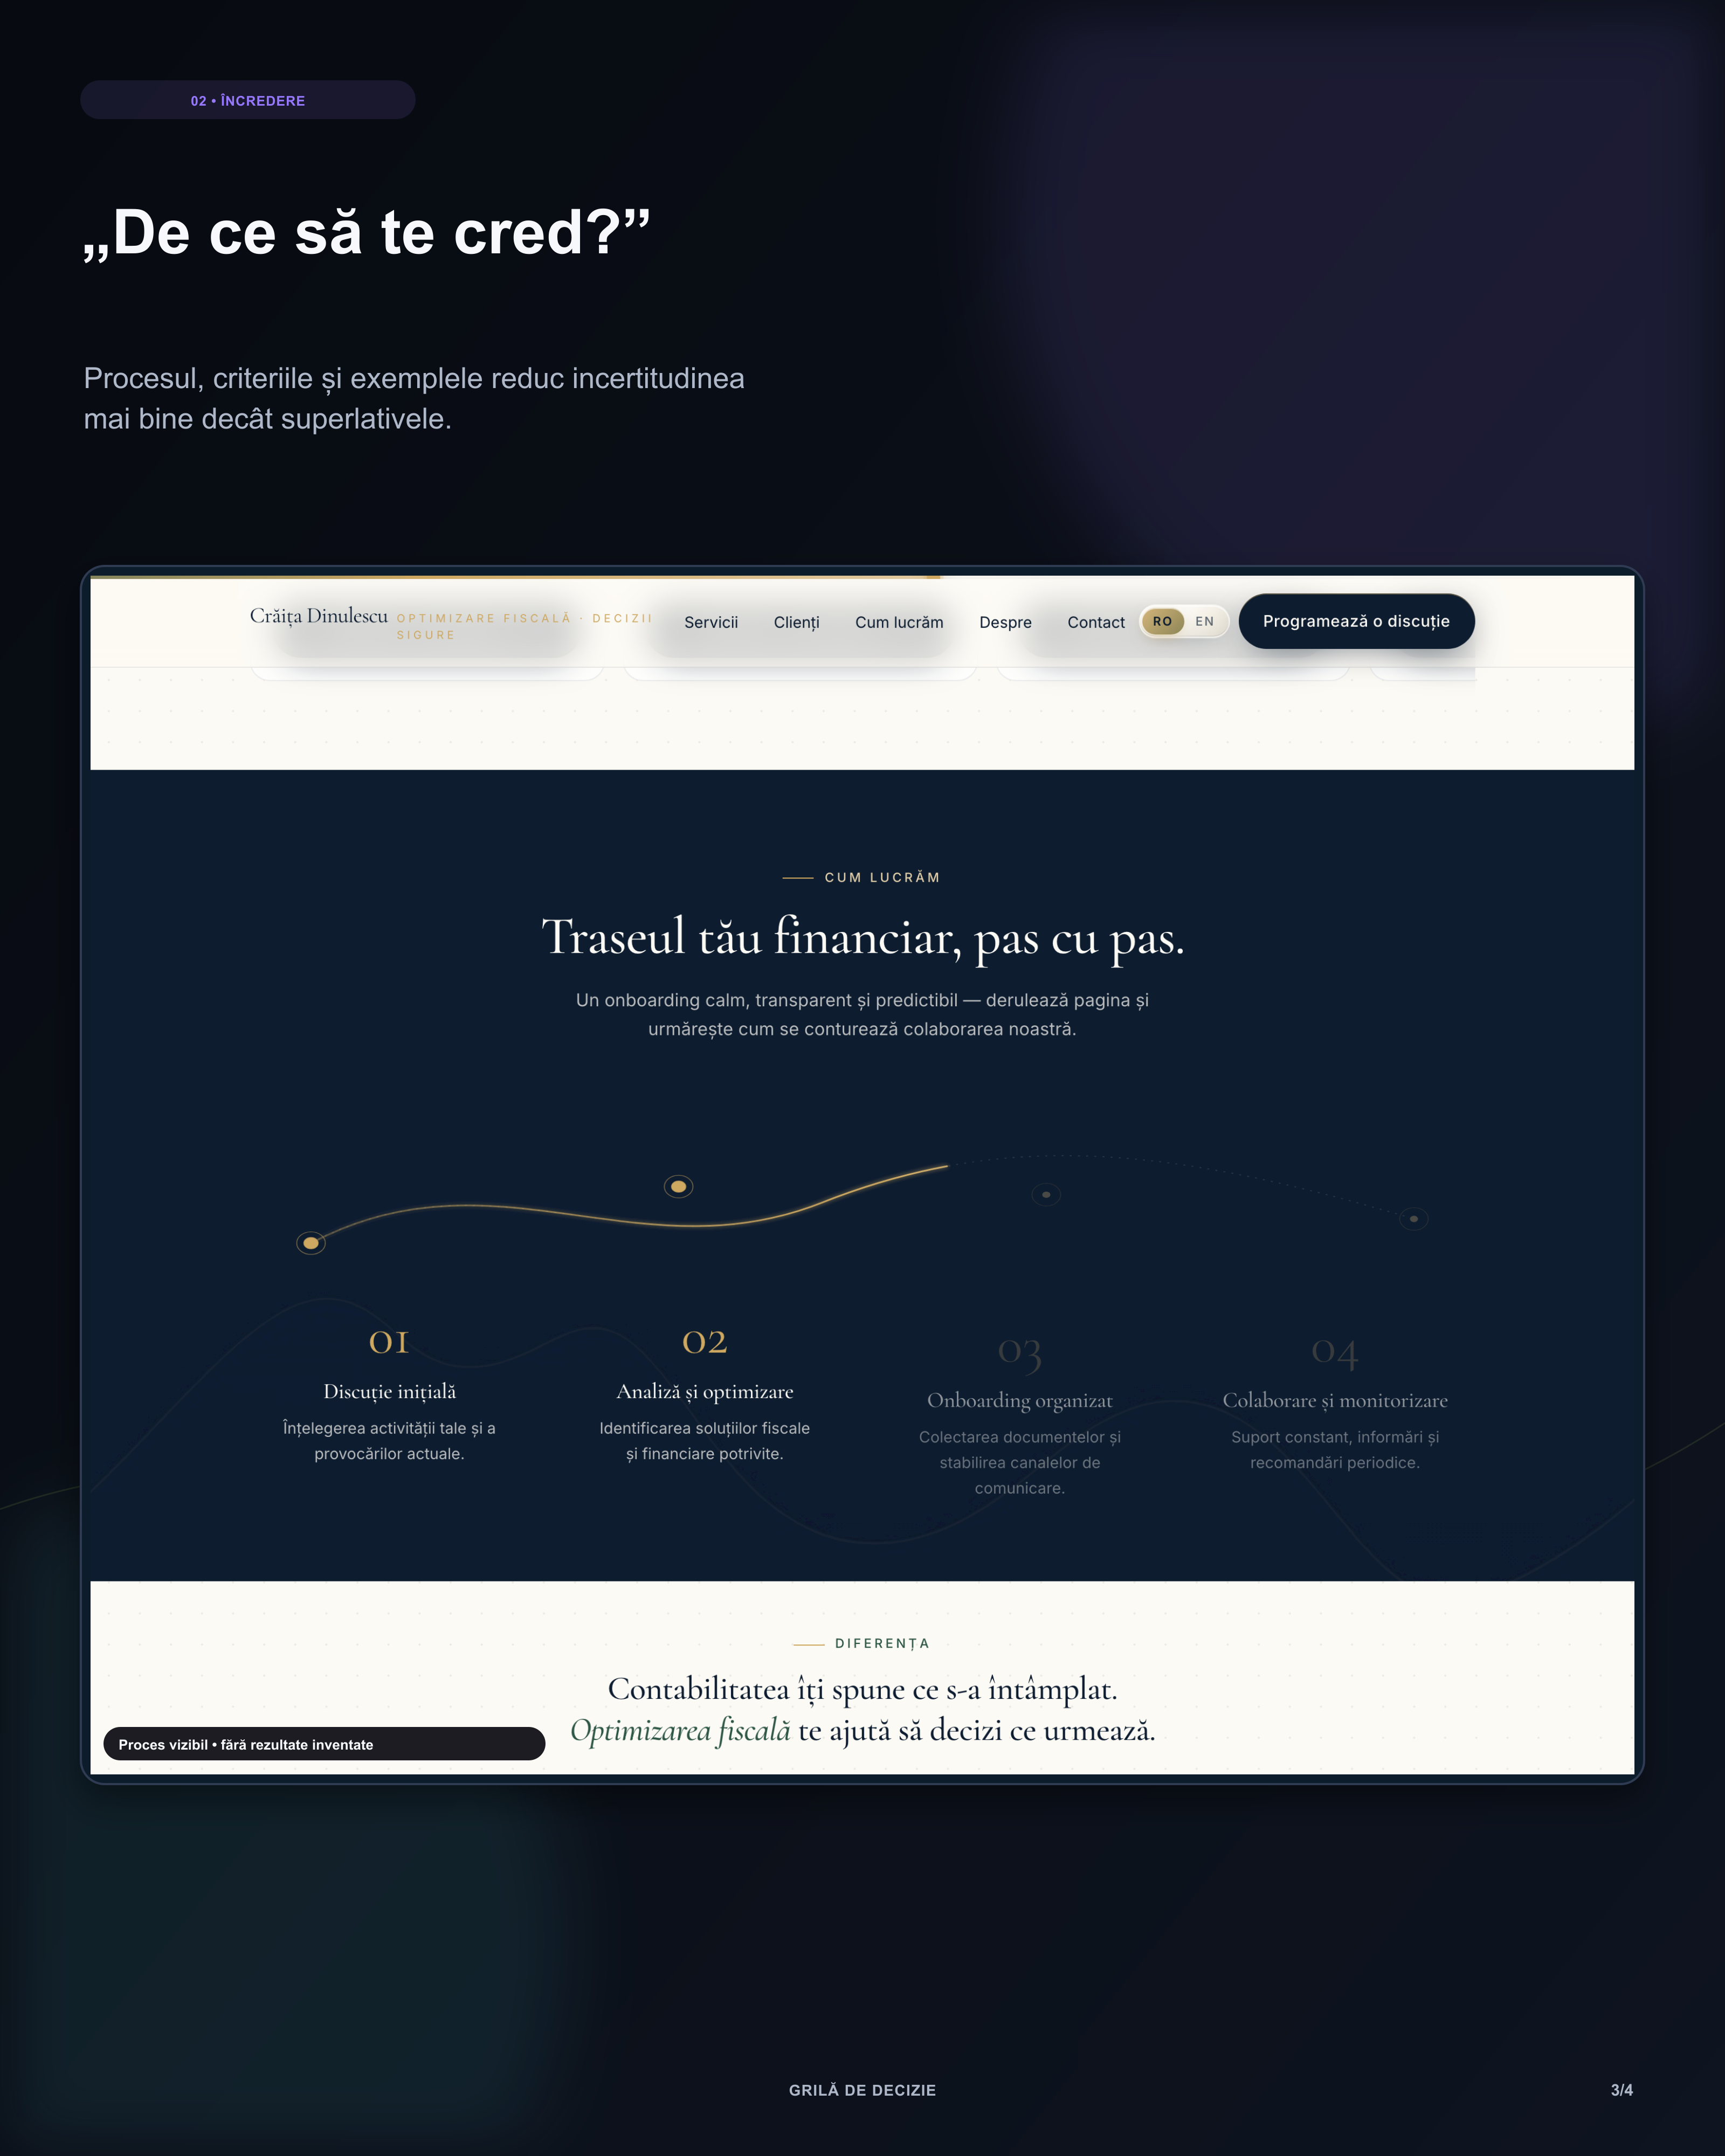 02 • ÎNCREDERE
„De ce să te cred?”
Procesul, criteriile și exemplele reduc incertitudinea
mai bine decât superlativele.
Crăița Dinulescu
OPTIMIZARE FISCALĂ · DECIZII
SIGURE
Servicii
Clienți
Cum lucrăm
Despre
Contact
RO
EN
Programează o discuție
CUM LUCRĂM
Traseul tău financiar, pas cu pas.
Un onboarding calm, transparent și predictibil — derulează pagina și
urmărește cum se conturează colaborarea noastră.
01
Discuție inițială
Înțelegerea activității tale și a
provocărilor actuale.
02
Analiză și optimizare
Identificarea soluțiilor fiscale
și financiare potrivite.
03
Onboarding organizat
Colectarea documentelor și
stabilirea canalelor de
comunicare.
04
Colaborare și monitorizare
Suport constant, informări și
recomandări periodice.
DIFERENȚA
Contabilitatea îți spune ce s-a întâmplat.
Optimizarea fiscală te ajută să decizi ce urmează.
Proces vizibil • fără rezultate inventate
GRILĂ DE DECIZIE
3/4